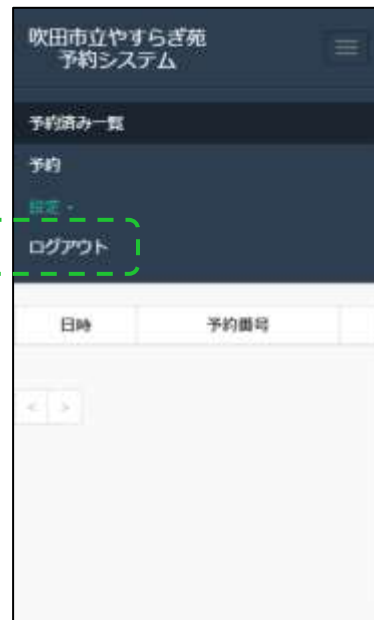 吹田市立やすらぎ苑
予約システム
予約済み一覧
予約
設定
ログアウト
日時 予約番号
< >